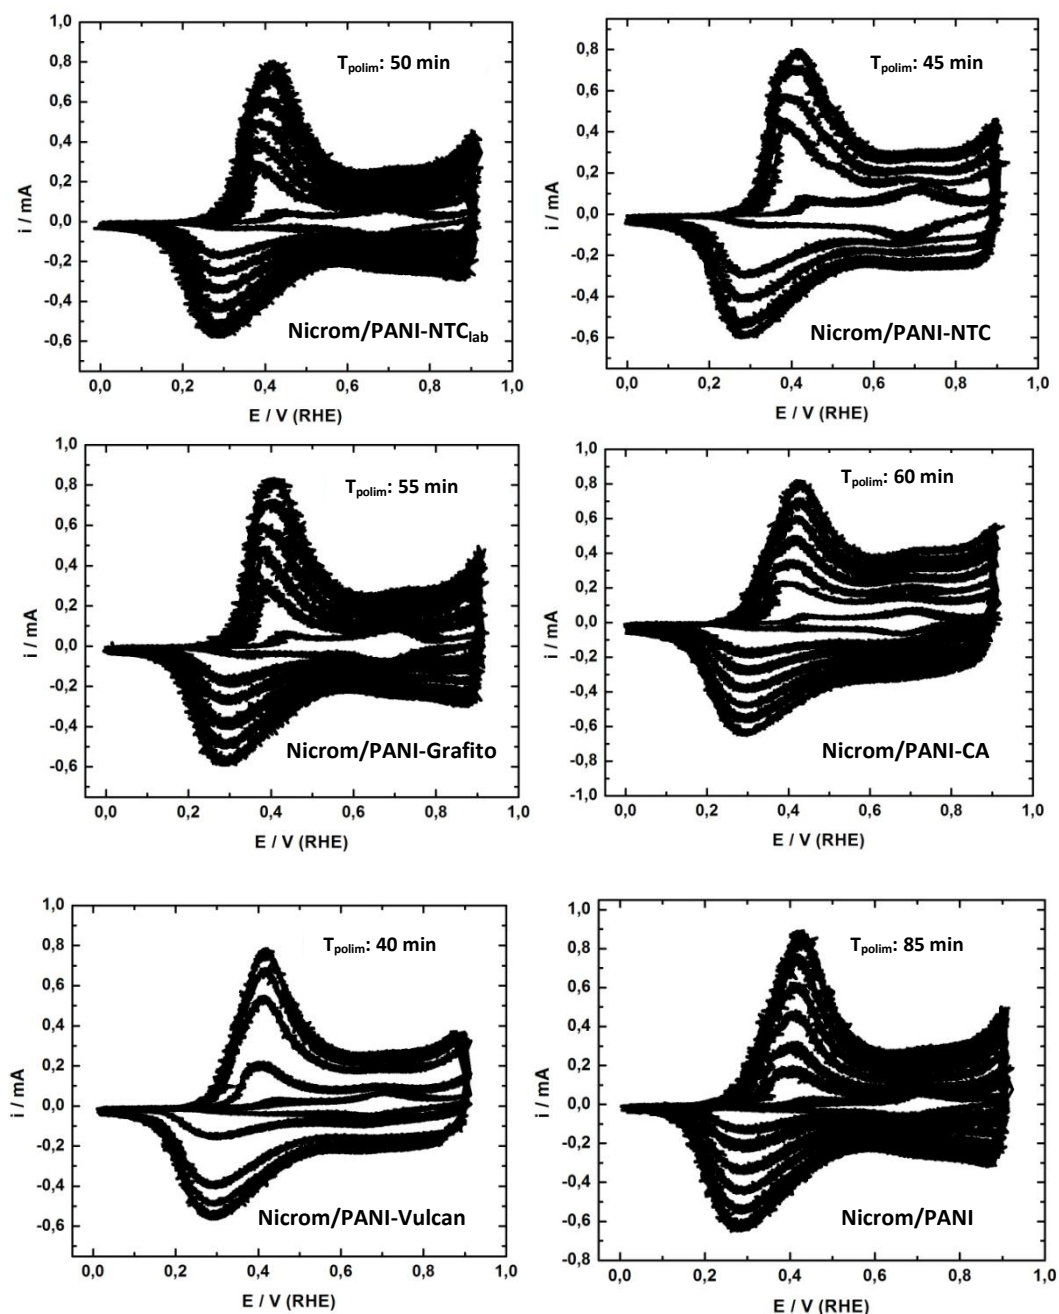 1,0
0,8
0,6
0,4
0,2
0,0
-0,2
-0,4
-0,6
i / mA
T_polim: 50 min
Nicrom/PANI-NTC_lab
0,0 0,2 0,4 0,6 0,8 1,0
E / V (RHE)
1,0
0,8
0,6
0,4
0,2
0,0
-0,2
-0,4
-0,6
i / mA
T_polim: 45 min
Nicrom/PANI-NTC
0,0 0,2 0,4 0,6 0,8 1,0
E / V (RHE)
1,0
0,8
0,6
0,4
0,2
0,0
-0,2
-0,4
-0,6
i / mA
T_polim: 55 min
Nicrom/PANI-Grafito
0,0 0,2 0,4 0,6 0,8 1,0
E / V (RHE)
1,0
0,8
0,6
0,4
0,2
0,0
-0,2
-0,4
-0,6
-0,8
-1,0
i / mA
T_polim: 60 min
Nicrom/PANI-CA
0,0 0,2 0,4 0,6 0,8 1,0
E / V (RHE)
1,0
0,8
0,6
0,4
0,2
0,0
-0,2
-0,4
-0,6
i / mA
T_polim: 40 min
Nicrom/PANI-Vulcan
0,0 0,2 0,4 0,6 0,8 1,0
E / V (RHE)
1,0
0,8
0,6
0,4
0,2
0,0
-0,2
-0,4
-0,6
-0,8
i / mA
T_polim: 85 min
Nicrom/PANI
0,0 0,2 0,4 0,6 0,8 1,0
E / V (RHE)